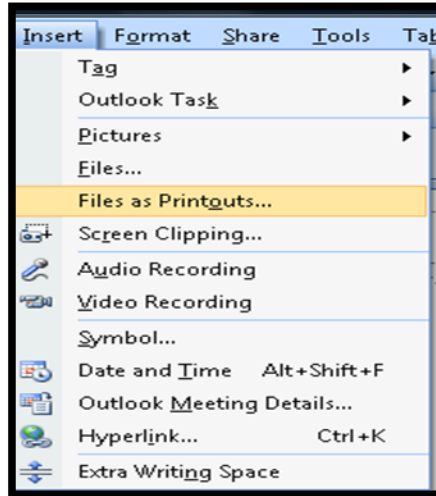 Insert Format Share Tools Tab
Tag
Outlook Task
Pictures
Files...
Files as Printouts...
Screen Clipping...
Audio Recording
Video Recording
Symbol...
Date and Time Alt+Shift+F
Outlook Meeting Details...
Hyperlink... Ctrl+K
Extra Writing Space